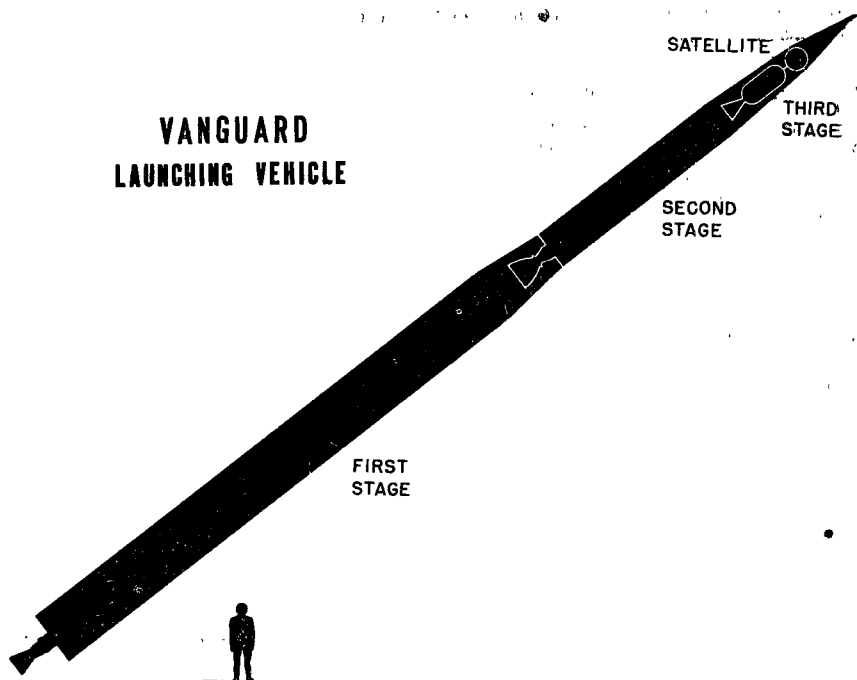 VANGUARD
LAUNCHING VEHICLE
SATELLITE
THIRD
STAGE
SECOND
STAGE
FIRST
STAGE